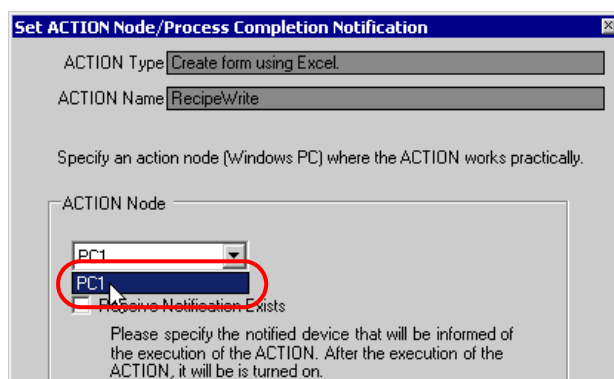 Set ACTION Node/Process Completion Notification
ACTION Type Create form using Excel.
ACTION Name RecipeWrite
Specify an action node (Windows PC) where the ACTION works practically.
ACTION Node
PC1
PC1
Receive Notification Exists
Please specify the notified device that will be informed of
the execution of the ACTION. After the execution of the
ACTION, it will be is turned on.